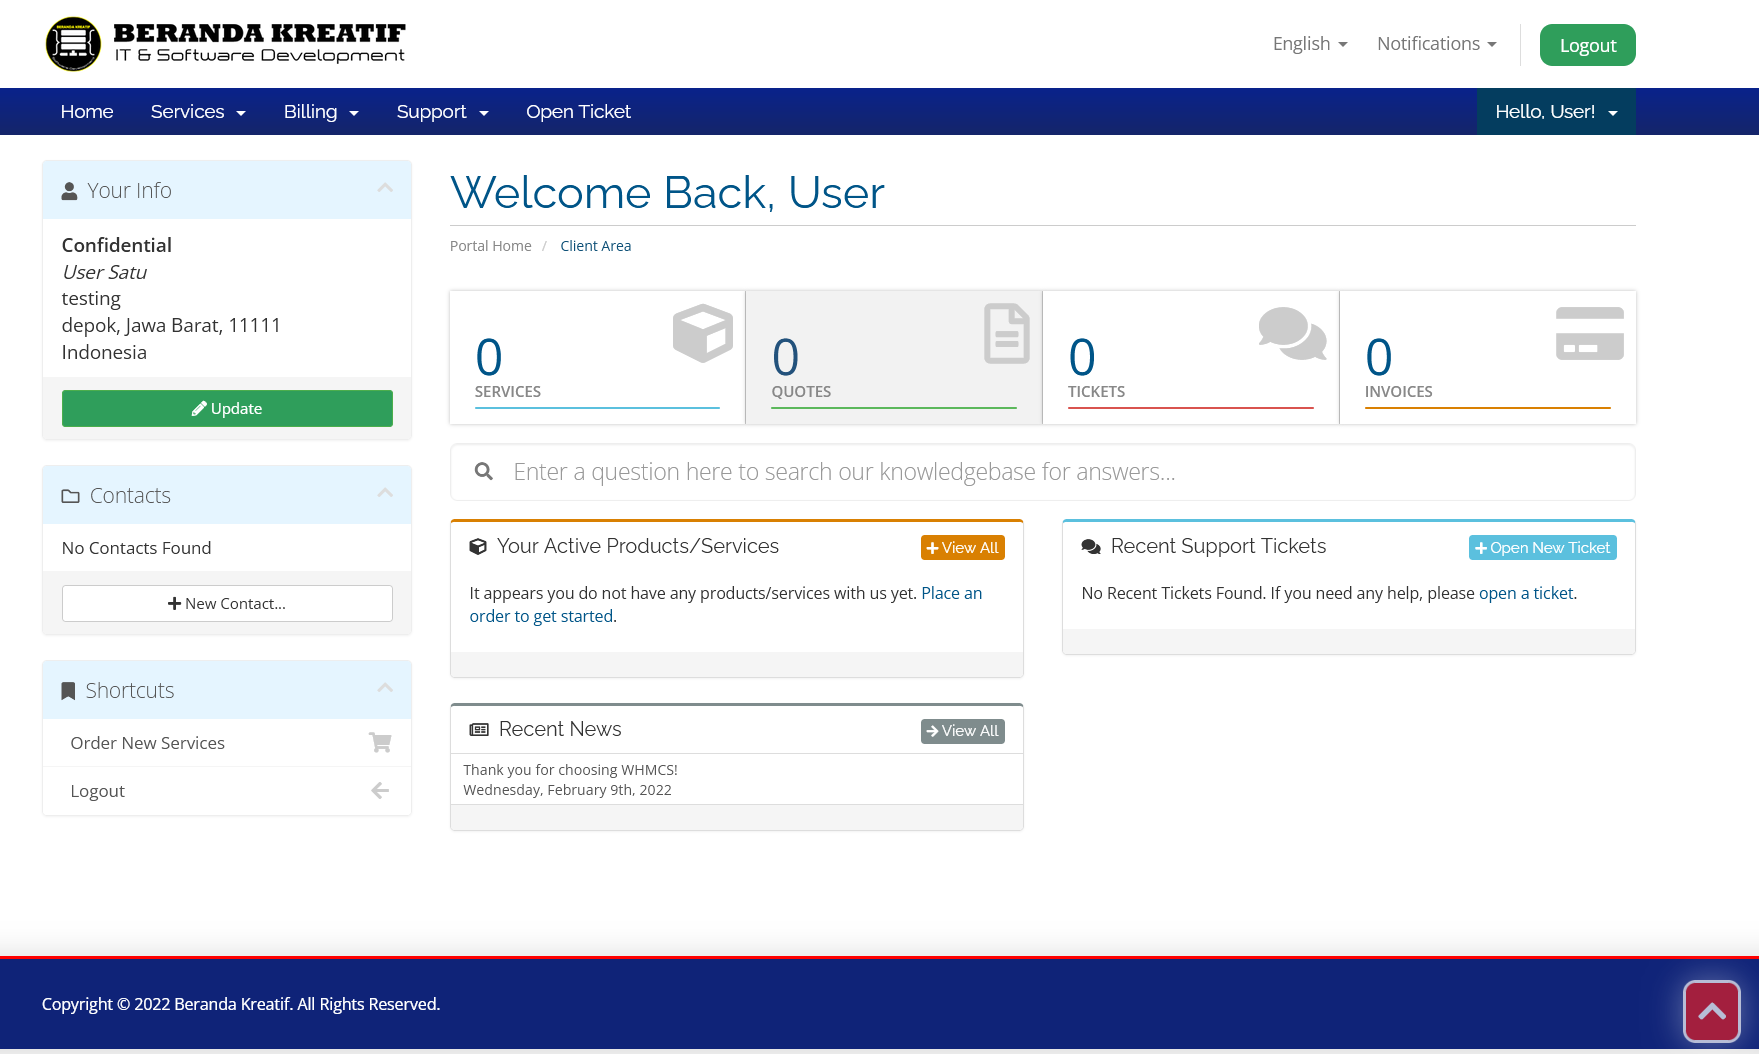 BERANDA KREATIF
BERANDA KREATIF
IT & Software Development
English
Notifications
Logout
Home
Services
Billing
Support
Open Ticket
Hello, User!
Your Info
Confidential
User Satu
testing
depok, Jawa Barat, 11111
Indonesia
Update
Contacts
No Contacts Found
New Contact...
Shortcuts
Order New Services
Logout
Welcome Back, User
Portal Home / Client Area
0
SERVICES
0
QUOTES
0
TICKETS
0
INVOICES
Enter a question here to search our knowledgebase for answers...
Your Active Products/Services
View All
It appears you do not have any products/services with us yet. Place an
order to get started.
Recent Support Tickets
Open New Ticket
No Recent Tickets Found. If you need any help, please open a ticket.
Recent News
View All
Thank you for choosing WHMCS!
Wednesday, February 9th, 2022
Copyright © 2022 Beranda Kreatif. All Rights Reserved.